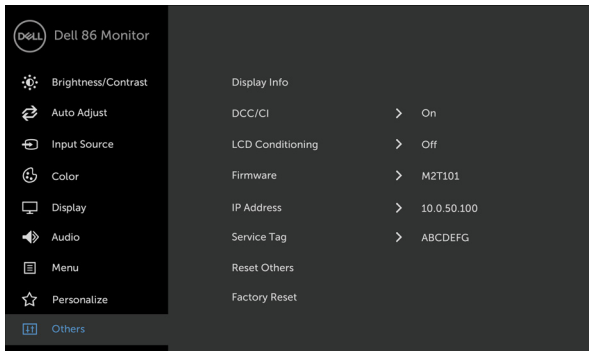 DELL Dell 86 Monitor
Brightness/Contrast
Auto Adjust
Input Source
Color
Display
Audio
Menu
Personalize
Others
Display Info
DCC/CI > On
LCD Conditioning > Off
Firmware > M2T101
IP Address > 10.0.50.100
Service Tag > ABCDEFG
Reset Others
Factory Reset